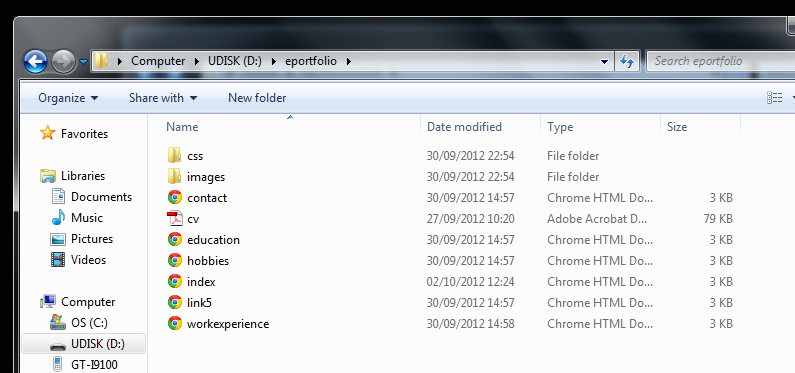 Computer ▸ UDISK (D:) ▸ eportfolio ▸ Search eportfolio
Organize ▾ Share with ▾ New folder
Favorites
Libraries
Documents
Music
Pictures
Videos
Computer
OS (C:)
UDISK (D:)
GT-I9100
Name Date modified Type Size
css 30/09/2012 22:54 File folder
images 30/09/2012 22:54 File folder
contact 30/09/2012 14:57 Chrome HTML Do... 3 KB
cv 27/09/2012 10:20 Adobe Acrobat D... 79 KB
education 30/09/2012 14:57 Chrome HTML Do... 3 KB
hobbies 30/09/2012 14:57 Chrome HTML Do... 3 KB
index 02/10/2012 12:24 Chrome HTML Do... 3 KB
link5 30/09/2012 14:57 Chrome HTML Do... 3 KB
workexperience 30/09/2012 14:58 Chrome HTML Do... 3 KB